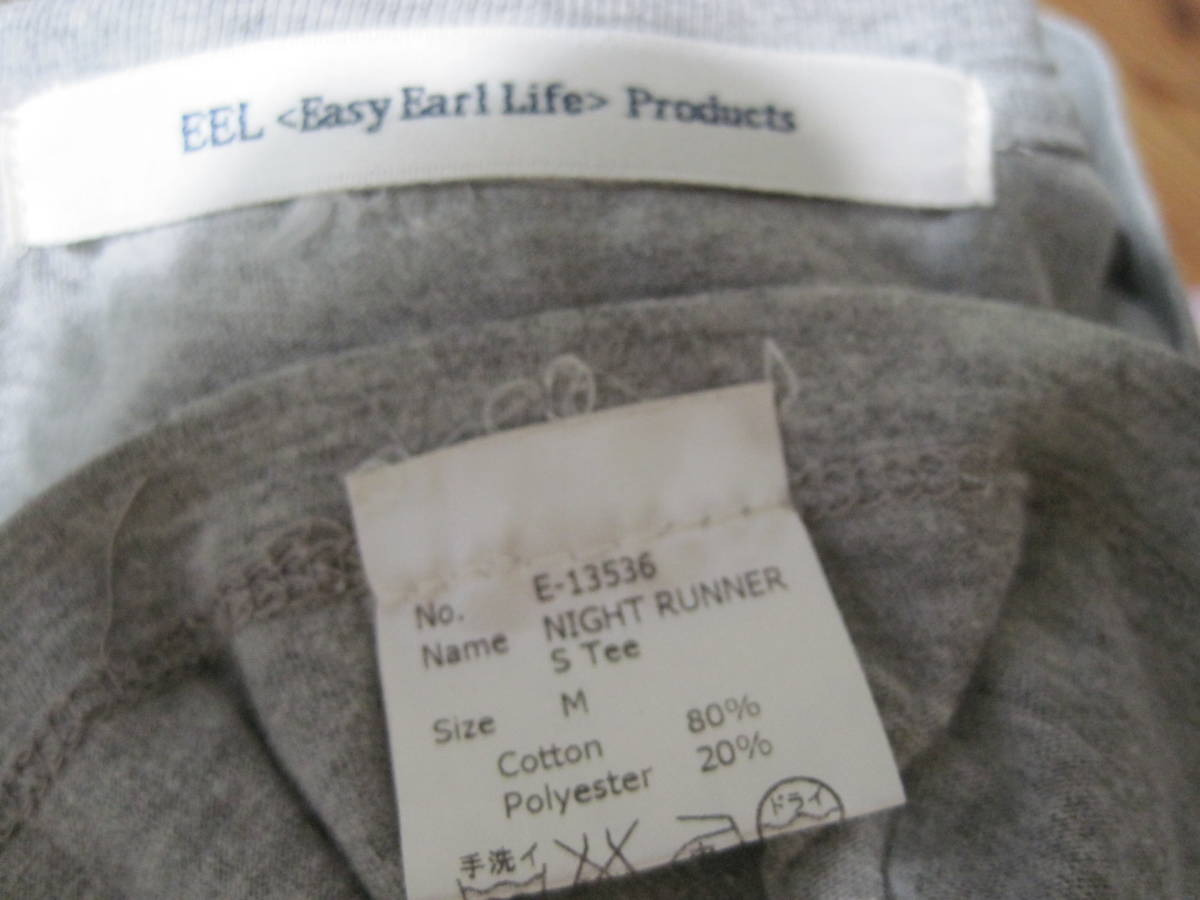 EEL <Easy Earl Life> Products
No. E-13536
Name NIGHT RUNNER
S Tee
Size M
Cotton 80%
Polyester 20%
手洗イ 中 ドライ